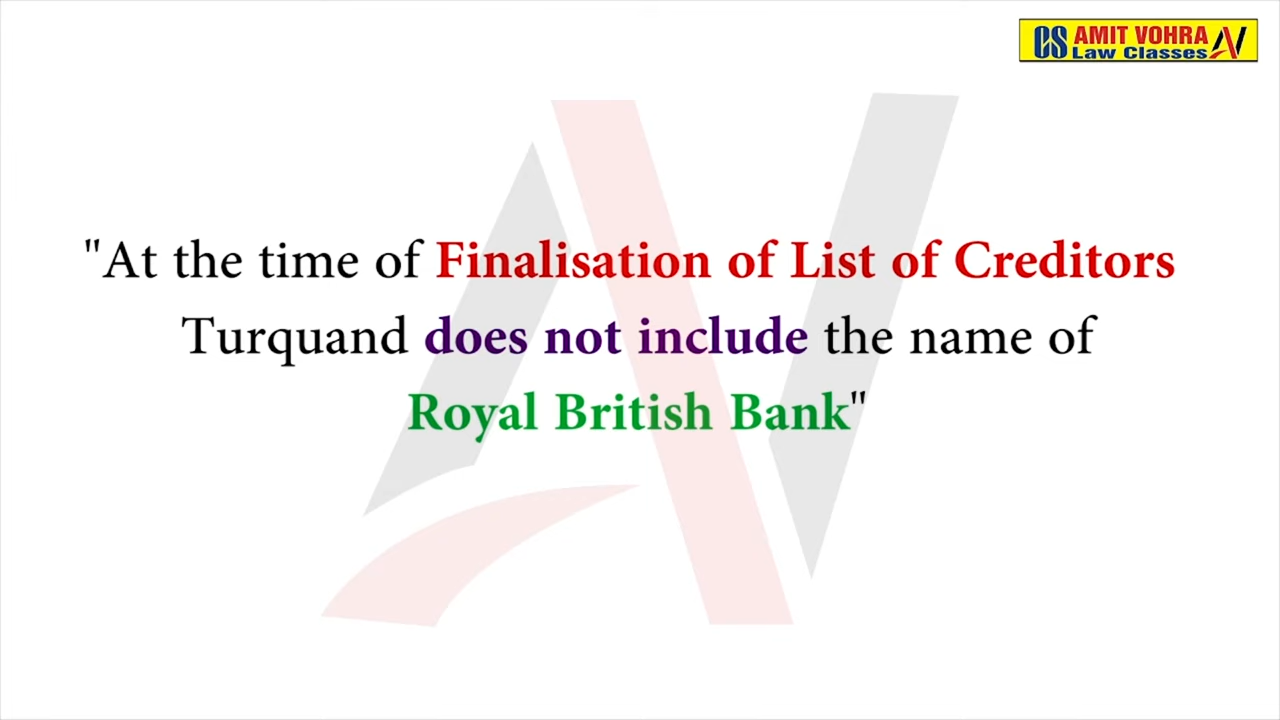 CS AMIT VOHRA
Law Classes AV
"At the time of Finalisation of List of Creditors
Turquand does not include the name of
Royal British Bank"